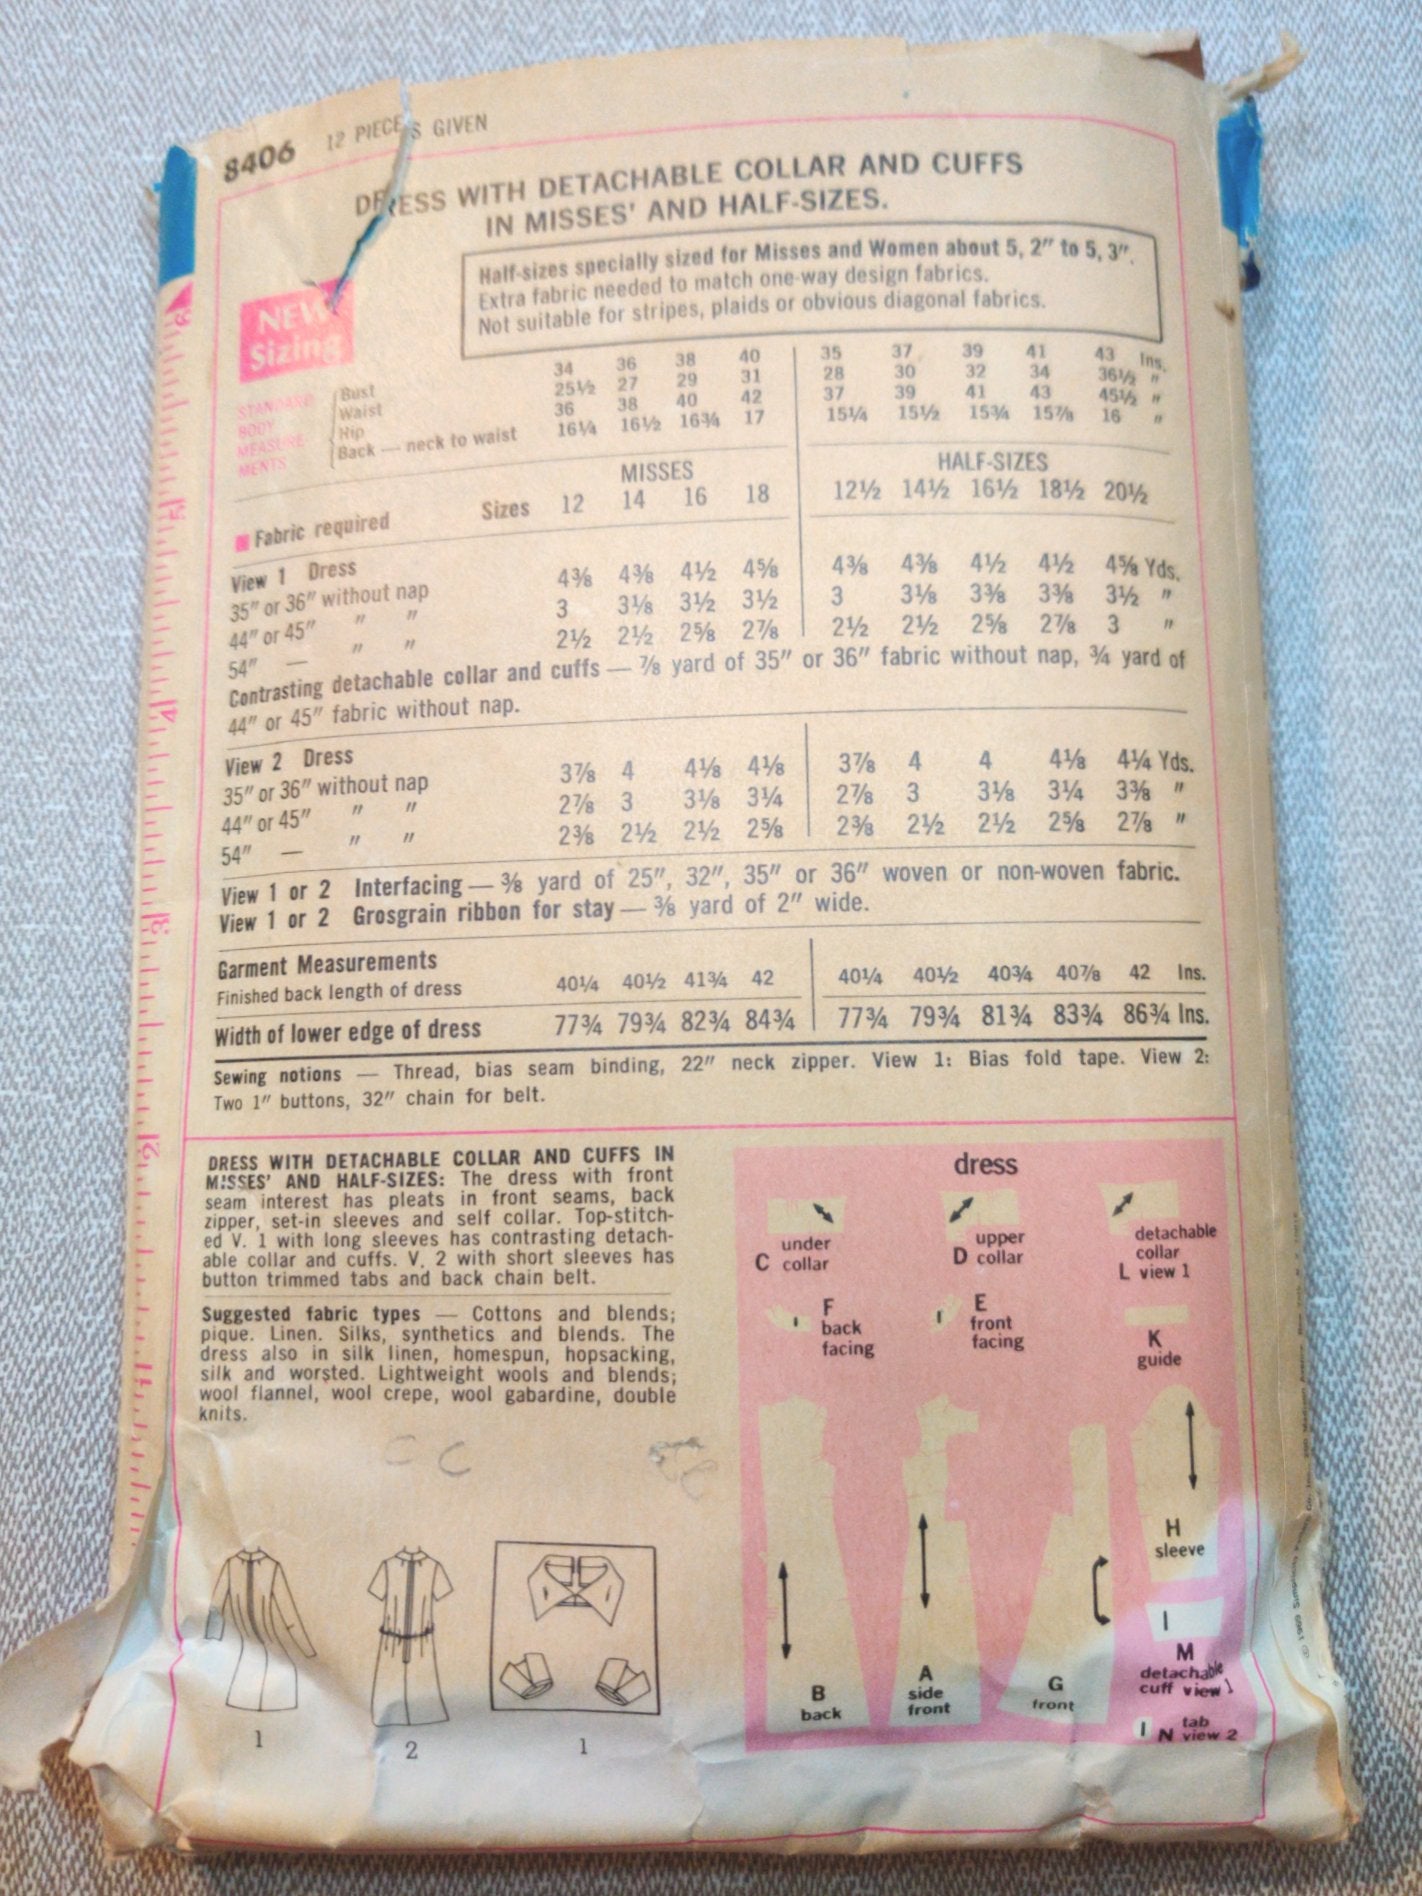 8406 12 PIECES GIVEN
DRESS WITH DETACHABLE COLLAR AND CUFFS
IN MISSES' AND HALF-SIZES.
Half-sizes specially sized for Misses and Women about 5, 2" to 5, 3".
Extra fabric needed to match one-way design fabrics.
Not suitable for stripes, plaids or obvious diagonal fabrics.
NEW
Sizing
STANDARD
BODY
MEASURE-
MENTS
Bust 34 36 38 40 35 37 39 41 43 Ins.
Waist 25½ 27 29 31 28 30 32 34 36½ "
Hip 36 38 40 42 37 39 41 43 45½ "
Back — neck to waist 16¼ 16½ 16¾ 17 15¼ 15½ 15¾ 15⅞ 16 "
MISSES HALF-SIZES
Sizes 12 14 16 18 12½ 14½ 16½ 18½ 20½
Fabric required
View 1 Dress
35" or 36" without nap 4⅜ 4⅜ 4½ 4⅝ 4⅜ 4⅜ 4½ 4½ 4⅝ Yds.
44" or 45" " " 3 3⅛ 3½ 3½ 3 3⅛ 3⅜ 3⅜ 3½ "
54" — " " 2½ 2½ 2⅝ 2⅞ 2½ 2½ 2⅝ 2⅞ 3 "
Contrasting detachable collar and cuffs — ⅞ yard of 35" or 36" fabric without nap, ¾ yard of
44" or 45" fabric without nap.
View 2 Dress
35" or 36" without nap 3⅞ 4 4⅛ 4⅛ 3⅞ 4 4 4⅛ 4¼ Yds.
44" or 45" " " 2⅞ 3 3⅛ 3¼ 2⅞ 3 3⅛ 3¼ 3⅜ "
54" — " " 2⅜ 2½ 2½ 2⅝ 2⅜ 2½ 2½ 2⅝ 2⅞ "
View 1 or 2 Interfacing — ⅜ yard of 25", 32", 35" or 36" woven or non-woven fabric.
View 1 or 2 Grosgrain ribbon for stay — ⅜ yard of 2" wide.
Garment Measurements
Finished back length of dress 40¼ 40½ 41¾ 42 40¼ 40½ 40¾ 40⅞ 42 Ins.
Width of lower edge of dress 77¾ 79¾ 82¾ 84¾ 77¾ 79¾ 81¾ 83¾ 86¾ Ins.
Sewing notions — Thread, bias seam binding, 22" neck zipper. View 1: Bias fold tape. View 2:
Two 1" buttons, 32" chain for belt.
DRESS WITH DETACHABLE COLLAR AND CUFFS IN
MISSES' AND HALF-SIZES: The dress with front
seam interest has pleats in front seams, back
zipper, set-in sleeves and self collar. Top-stitch-
ed V. 1 with long sleeves has contrasting detach-
able collar and cuffs. V. 2 with short sleeves has
button trimmed tabs and back chain belt.
Suggested fabric types — Cottons and blends;
pique. Linen. Silks, synthetics and blends. The
dress also in silk linen, homespun, hopsacking,
silk and worsted. Lightweight wools and blends;
wool flannel, wool crepe, wool gabardine, double
knits.
1
2
1
dress
under
C collar
upper
D collar
detachable
collar
L view 1
F
back
facing
E
front
facing
K
guide
H
sleeve
B
back
A
side
front
G
front
M
detachable
cuff view 1
tab
N view 2
6
5
4
3
2
1